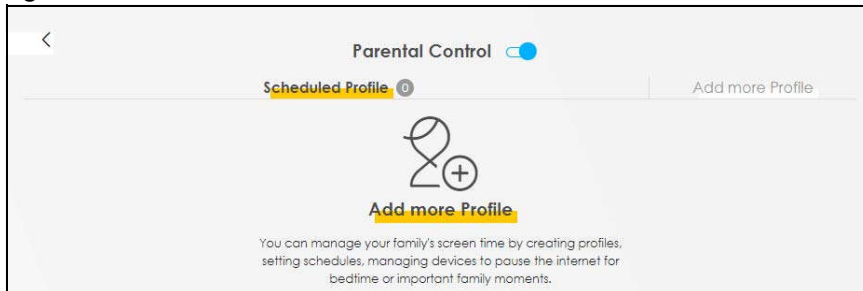 Parental Control
Scheduled Profile 0
Add more Profile
Add more Profile
You can manage your family's screen time by creating profiles,
setting schedules, managing devices to pause the internet for
bedtime or important family moments.